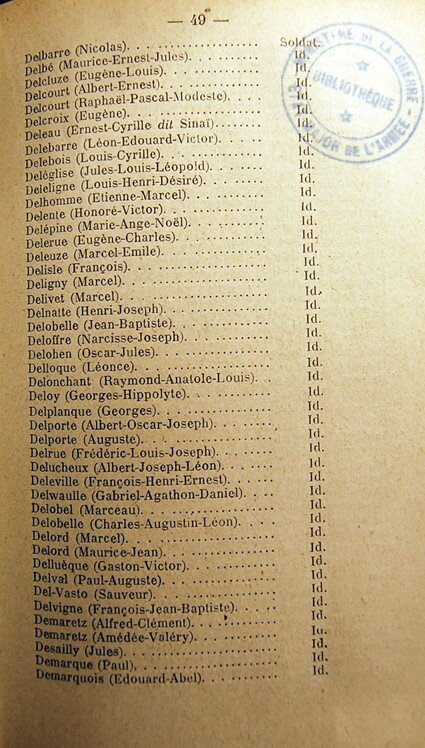 — 49 —
Delbarre (Nicolas). Soldat.
Delbé (Maurice-Ernest-Jules). Id.
Delcluze (Eugène-Louis). Id.
Delcourt (Albert-Ernest). Id.
Delcourt (Raphaël-Pascal-Modeste). Id.
Delcroix (Eugène). Id.
Deleau (Ernest-Cyrille dit Sinaï). Id.
Delebarre (Léon-Edouard-Victor). Id.
Delebois (Louis-Cyrille). Id.
Deléglise (Jules-Louis-Léopold). Id.
Deleligne (Louis-Henri-Désiré). Id.
Delhomme (Etienne-Marcel). Id.
Delente (Honoré-Victor). Id.
Delépine (Marie-Ange-Noël). Id.
Delerue (Eugène-Charles). Id.
Deleuze (Marcel-Emile). Id.
Delisle (François). Id.
Deligny (Marcel). Id.
Delivet (Marcel). Id.
Delnatte (Henri-Joseph). Id.
Delobelle (Jean-Baptiste). Id.
Deloffre (Narcisse-Joseph). Id.
Delohen (Oscar-Jules). Id.
Delloque (Léonce). Id.
Delonchant (Raymond-Anatole-Louis). Id.
Deloy (Georges-Hippolyte). Id.
Delplanque (Georges). Id.
Delporte (Albert-Oscar-Joseph). Id.
Delporte (Auguste). Id.
Delrue (Frédéric-Louis-Joseph). Id.
Delucheux (Albert-Joseph-Léon). Id.
Deleville (François-Henri-Ernest). Id.
Delwaulle (Gabriel-Agathon-Daniel). Id.
Delobel (Marceau). Id.
Delobelle (Charles-Augustin-Léon). Id.
Delord (Marcel). Id.
Delord (Maurice-Jean). Id.
Delluèque (Gaston-Victor). Id.
Delval (Paul-Auguste). Id.
Del-Vasto (Sauveur). Id.
Delvigne (François-Jean-Baptiste). Id.
Demaretz (Alfred-Clément). Id.
Demaretz (Amédée-Valéry). Id.
Desailly (Jules). Id.
Demarque (Paul). Id.
Demarquois (Edouard-Abel). Id.
MINISTÈRE DE LA GUERRE
BIBLIOTHÈQUE
MAJOR DE L'ARMÉE